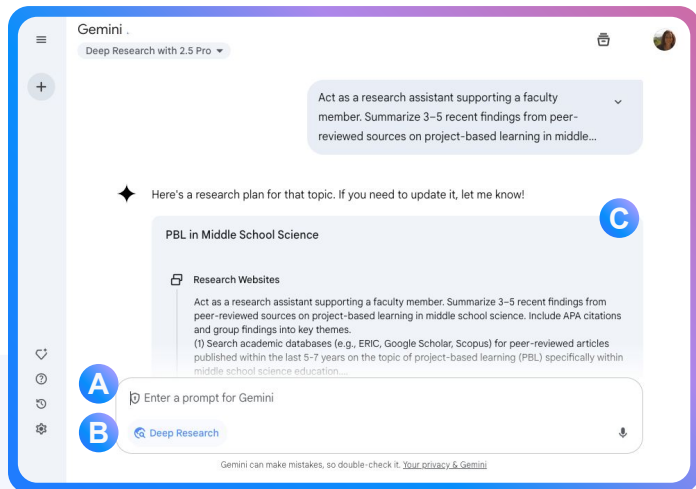 Gemini .
Deep Research with 2.5 Pro
Act as a research assistant supporting a faculty
member. Summarize 3–5 recent findings from peer-
reviewed sources on project-based learning in middle...
Here's a research plan for that topic. If you need to update it, let me know!
C
PBL in Middle School Science
Research Websites
Act as a research assistant supporting a faculty member. Summarize 3–5 recent findings from
peer-reviewed sources on project-based learning in middle school science. Include APA citations
and group findings into key themes.
(1) Search academic databases (e.g., ERIC, Google Scholar, Scopus) for peer-reviewed articles
published within the last 5-7 years on the topic of project-based learning (PBL) specifically within
middle school science education....
A
Enter a prompt for Gemini
B
Deep Research
Gemini can make mistakes, so double-check it. Your privacy & Gemini